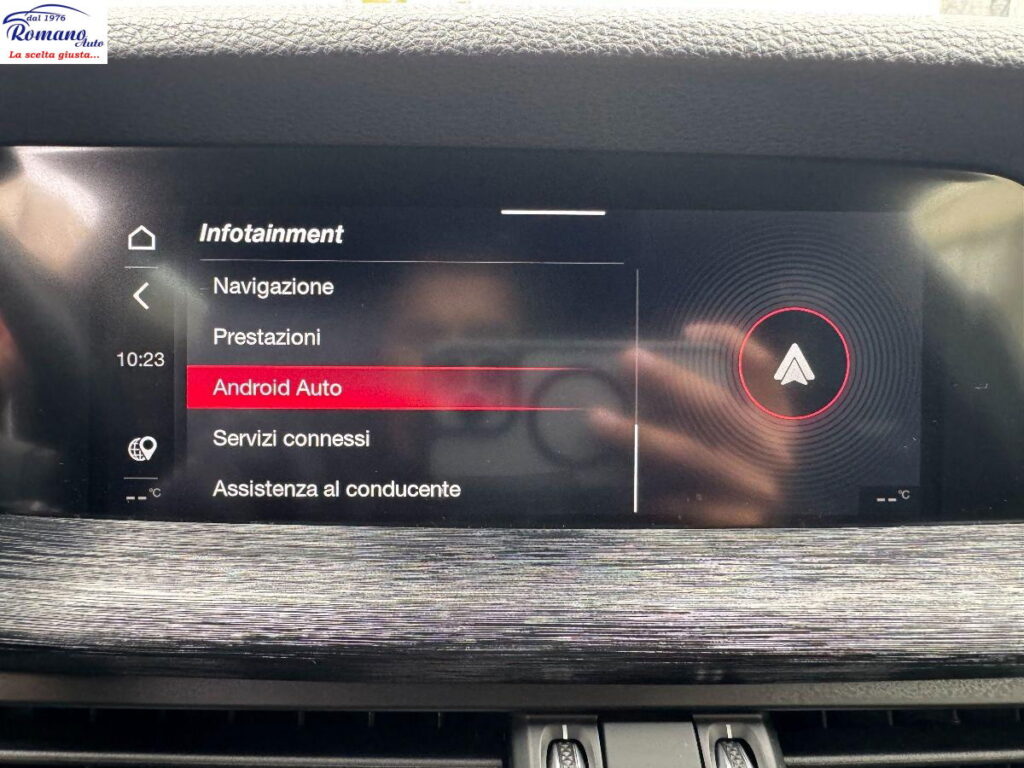 dal 1976
Romano
Auto
La scelta giusta...
Infotainment
Navigazione
Prestazioni
10:23
Android Auto
Servizi connessi
Assistenza al conducente
--°C
--°C